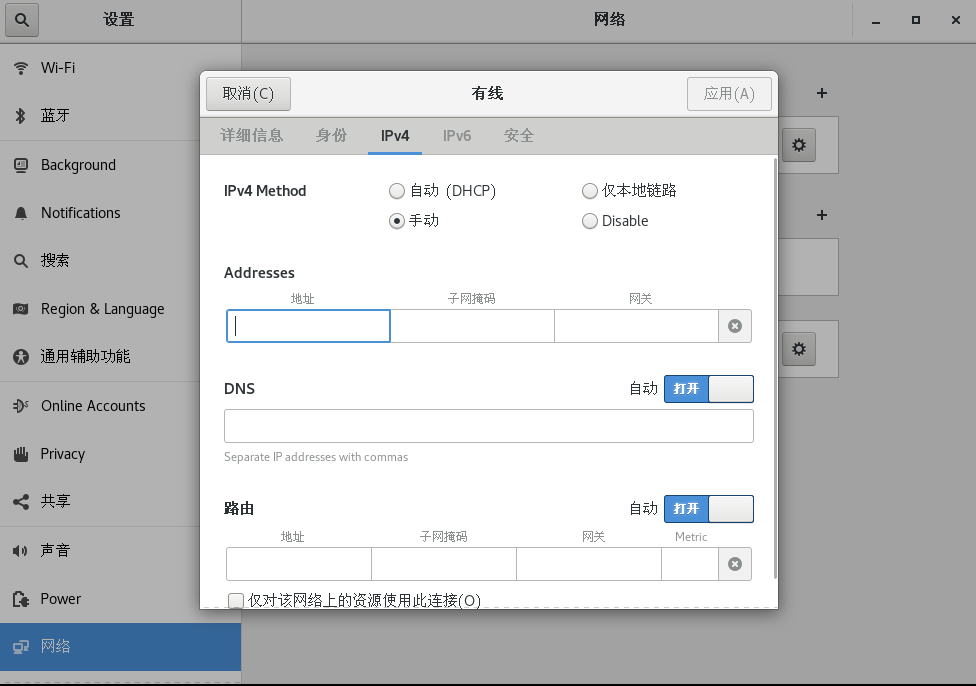 设置
网络
Wi-Fi
蓝牙
Background
Notifications
搜索
Region & Language
通用辅助功能
Online Accounts
Privacy
共享
声音
Power
网络
取消(C)
有线
应用(A)
详细信息
身份
IPv4
IPv6
安全
IPv4 Method
自动 (DHCP)
仅本地链路
手动
Disable
Addresses
地址
子网掩码
网关
DNS
自动
打开
Separate IP addresses with commas
路由
自动
打开
地址
子网掩码
网关
Metric
仅对该网络上的资源使用此连接(O)